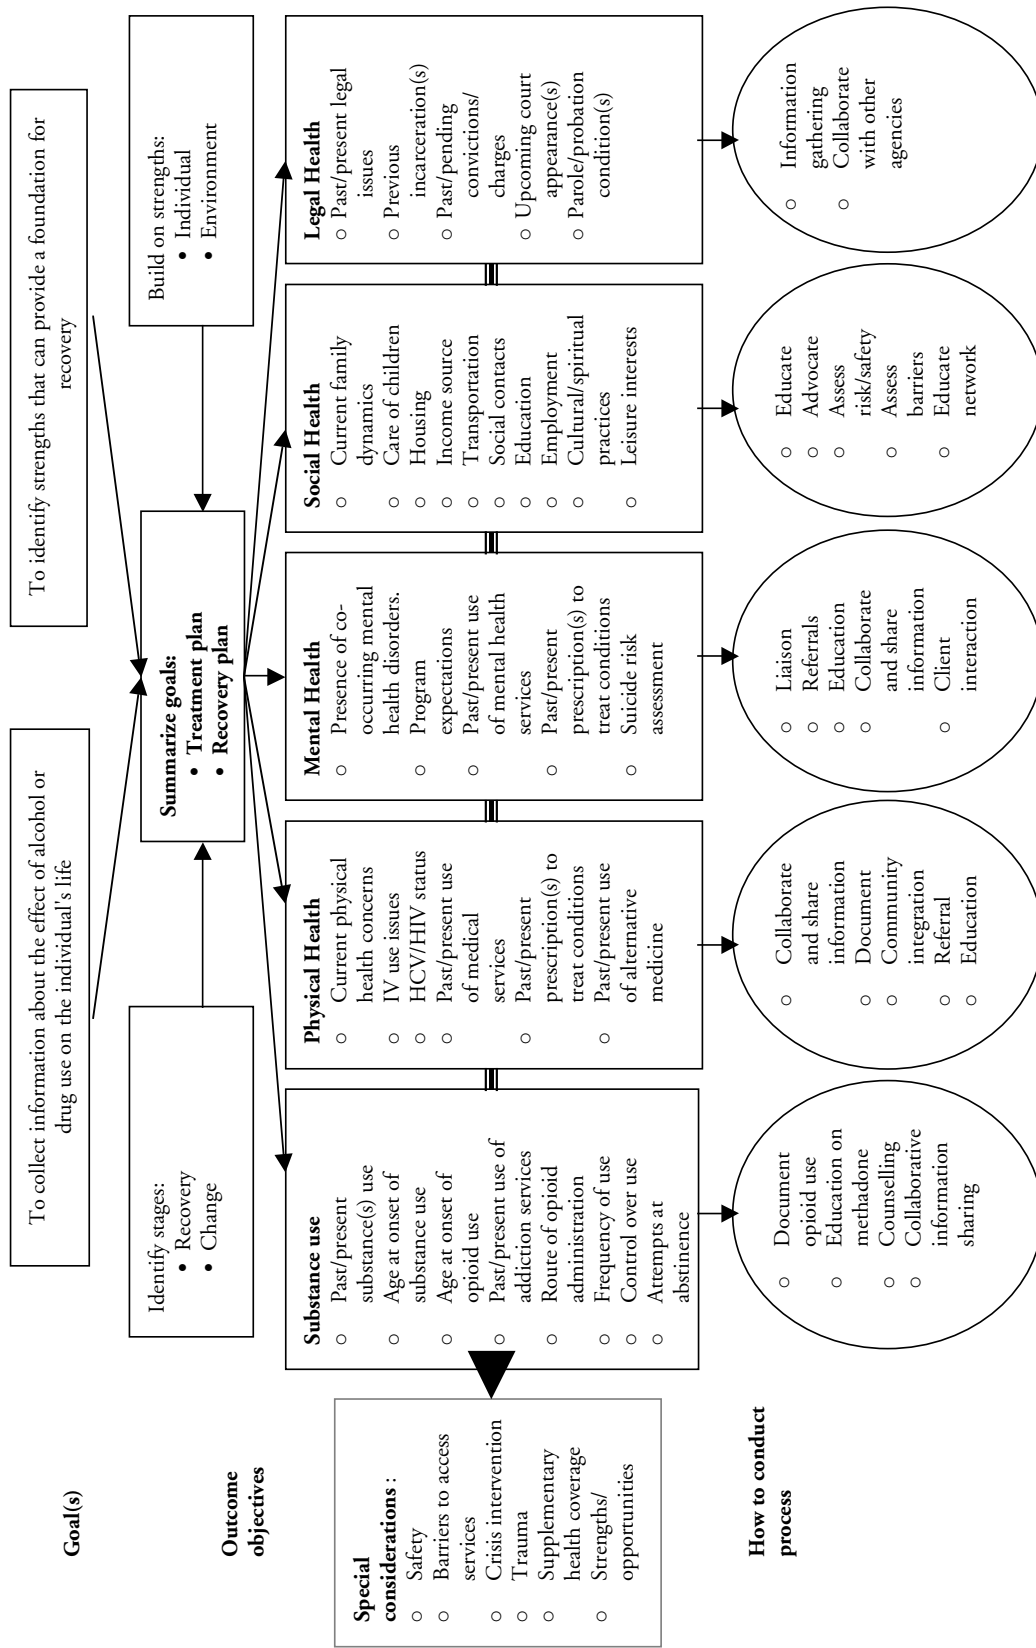 Goal(s)
To collect information about the effect of alcohol or
drug use on the individual's life
To identify strengths that can provide a foundation for
recovery
Outcome
objectives
Identify stages:
• Recovery
• Change
Summarize goals:
• Treatment plan
• Recovery plan
Build on strengths:
• Individual
• Environment
Special
considerations :
○ Safety
○ Barriers to access
services
○ Crisis intervention
○ Trauma
○ Supplementary
health coverage
○ Strengths/
opportunities
Substance use
○ Past/present
substance(s) use
○ Age at onset of
substance use
○ Age at onset of
opioid use
○ Past/present use of
addiction services
○ Route of opioid
administration
○ Frequency of use
○ Control over use
○ Attempts at
abstinence
Physical Health
○ Current physical
health concerns
○ IV use issues
○ HCV/HIV status
○ Past/present use
of medical
services
○ Past/present
prescription(s) to
treat conditions
○ Past/present use
of alternative
medicine
Mental Health
○ Presence of co-
occurring mental
health disorders.
○ Program
expectations
○ Past/present use
of mental health
services
○ Past/present
prescription(s) to
treat conditions
○ Suicide risk
assessment
Social Health
○ Current family
dynamics
○ Care of children
○ Housing
○ Income source
○ Transportation
○ Social contacts
○ Education
○ Employment
○ Cultural/spiritual
practices
○ Leisure interests
Legal Health
○ Past/present legal
issues
○ Previous
incarceration(s)
○ Past/pending
convictions/
charges
○ Upcoming court
appearance(s)
○ Parole/probation
condition(s)
How to conduct
process
○ Document
opioid use
○ Education on
methadone
○ Counselling
○ Collaborative
information
sharing
○ Collaborate
and share
information
○ Document
○ Community
integration
○ Referral
○ Education
○ Liaison
○ Referrals
○ Education
○ Collaborate
and share
information
○ Client
interaction
○ Educate
○ Advocate
○ Assess
risk/safety
○ Assess
barriers
○ Educate
network
○ Information
gathering
○ Collaborate
with other
agencies